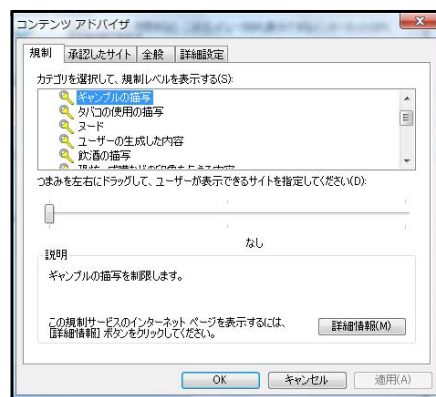 コンテンツ アドバイザ
規制 承認したサイト 全般 詳細設定
カテゴリを選択して、規制レベルを表示する(S):
ギャンブルの描写
タバコの使用の描写
ヌード
ユーザーの生成した内容
飲酒の描写
つまみを左右にドラッグして、ユーザーが表示できるサイトを指定してください(D):
なし
説明
ギャンブルの描写を制限します。
この規制サービスのインターネット ページを表示するには、
[詳細情報] ボタンをクリックしてください。
詳細情報(M)
OK キャンセル 適用(A)